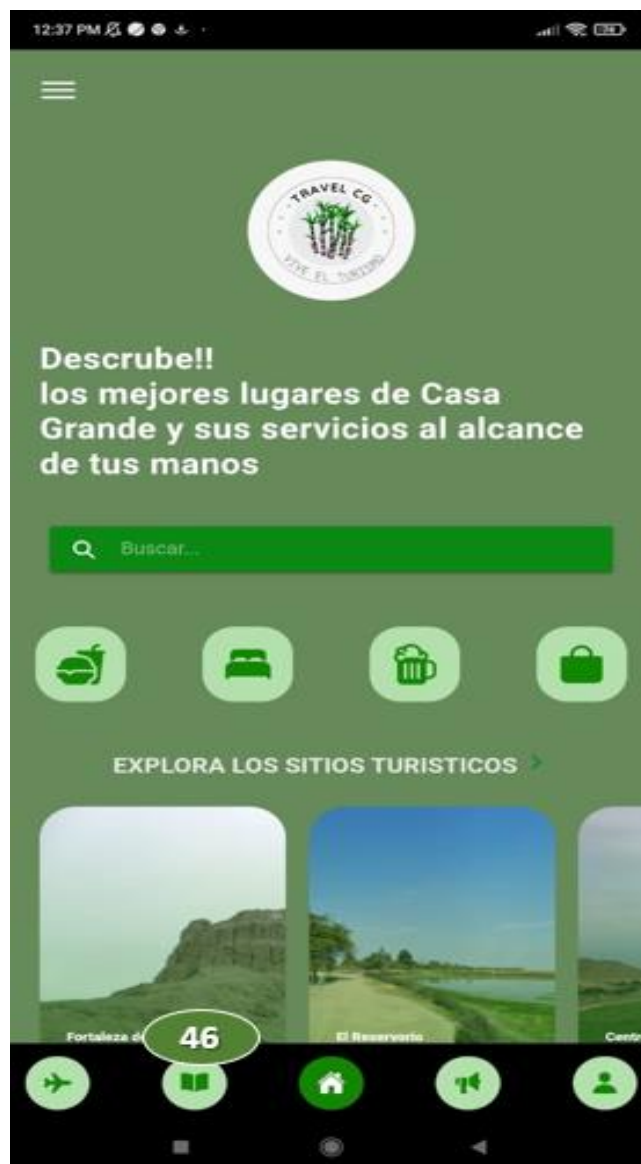 12:37 PM
TRAVEL CG
VIVE EL TURISMO
Descrube!!
los mejores lugares de Casa
Grande y sus servicios al alcance
de tus manos
Buscar...
EXPLORA LOS SITIOS TURISTICOS
Fortaleza
El Reservorio
Centr
46